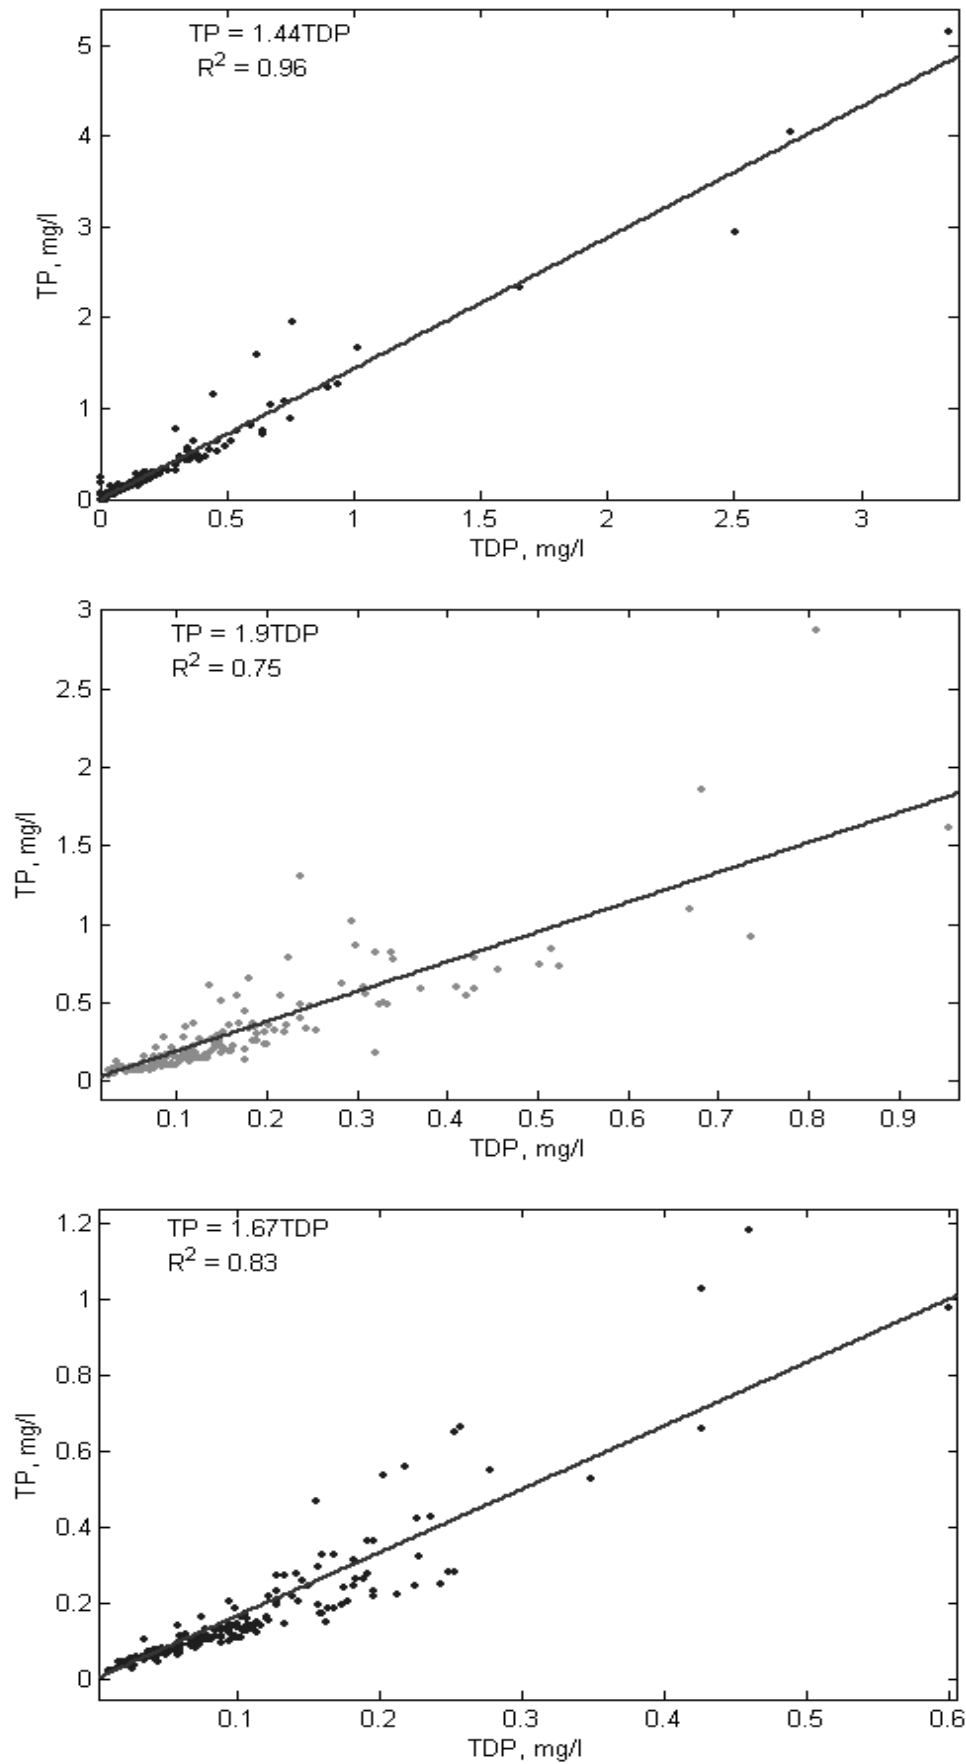 TP = 1.44TDP
R² = 0.96
5
4
3
2
1
0
TP, mg/l
0 0.5 1 1.5 2 2.5 3
TDP, mg/l
TP = 1.9TDP
R² = 0.75
3
2.5
2
1.5
1
0.5
0
TP, mg/l
0.1 0.2 0.3 0.4 0.5 0.6 0.7 0.8 0.9
TDP, mg/l
TP = 1.67TDP
R² = 0.83
1.2
1
0.8
0.6
0.4
0.2
0
TP, mg/l
0.1 0.2 0.3 0.4 0.5 0.6
TDP, mg/l